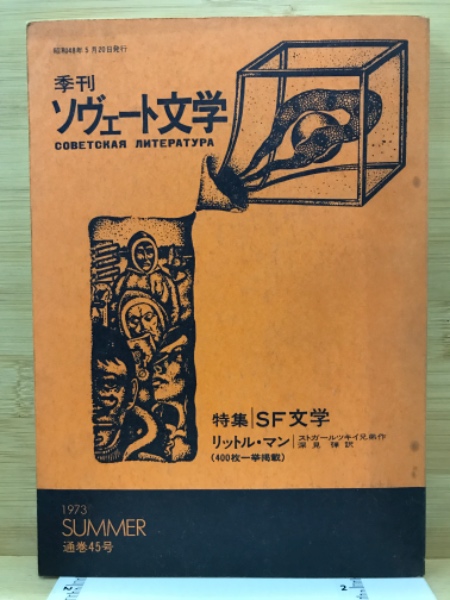 昭和48年5月20日発行
季刊
ソヴェート文学
СОВЕТСКАЯ ЛИТЕРАТУРА
特集|SF文学
リットル・マン|ストガールツキイ兄弟作
深見 弾 訳
(400枚一挙掲載)
1973
SUMMER
通巻45号
2